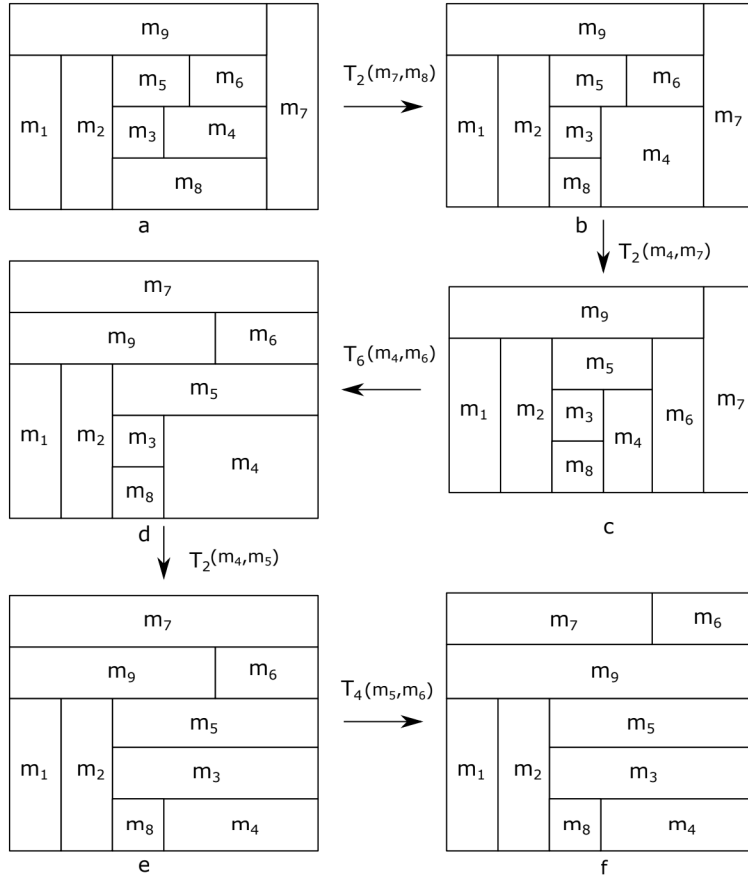 m₉
m₅ m₆
m₁ m₂ m₃ m₄ m₇
m₈
a
T₂(m₇,m₈)
m₉
m₅ m₆
m₁ m₂ m₃ m₄ m₇
m₈
b
T₂(m₄,m₇)
m₉
m₅
m₁ m₂ m₃ m₄ m₆ m₇
m₈
c
T₆(m₄,m₆)
m₇
m₉ m₆
m₅
m₁ m₂ m₃ m₄
m₈
d
T₂(m₄,m₅)
m₇
m₉ m₆
m₅
m₁ m₂ m₃
m₈ m₄
e
T₄(m₅,m₆)
m₇ m₆
m₉
m₅
m₁ m₂ m₃
m₈ m₄
f